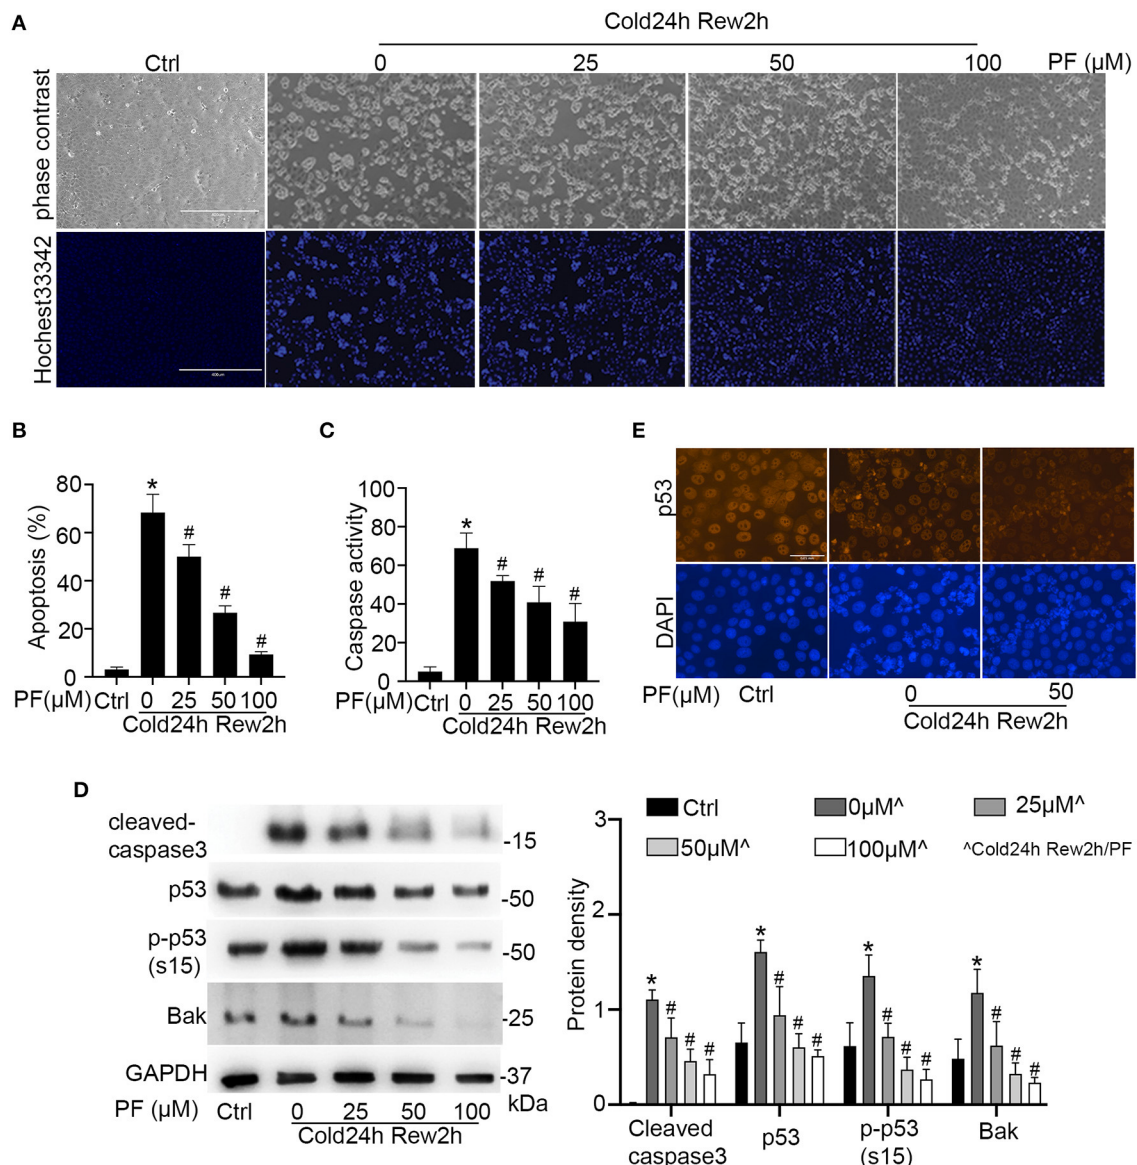 A
Cold24h Rew2h
Ctrl
0
25
50
100
PF (µM)
phase contrast
Hochest33342
400µm
B
Apoptosis (%)
80
60
40
20
0
*
#
#
#
PF(µM)
Ctrl
0
25
50
100
Cold24h Rew2h
C
Caspase activity
100
80
60
40
20
0
*
#
#
#
PF(µM)
Ctrl
0
25
50
100
Cold24h Rew2h
E
p53
DAPI
PF(µM)
Ctrl
0
50
Cold24h Rew2h
D
cleaved-
caspase3
-15
p53
-50
p-p53
(s15)
-50
Bak
-25
GAPDH
-37
kDa
PF (µM)
Ctrl
0
25
50
100
Cold24h Rew2h
Ctrl
0µM^
25µM^
50µM^
100µM^
^Cold24h Rew2h/PF
Protein density
3
2
1
0
*
#
#
#
*
#
#
#
*
#
#
#
*
#
#
#
Cleaved
caspase3
p53
p-p53
(s15)
Bak